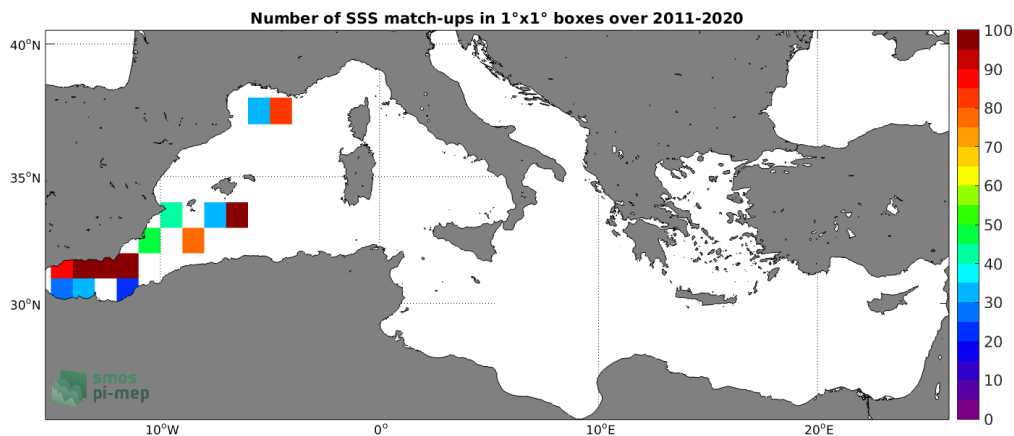 Number of SSS match-ups in 1°x1° boxes over 2011-2020
40°N
35°N
30°N
10°W
0°
10°E
20°E
100
90
80
70
60
50
40
30
20
10
0
smos
pi-mep